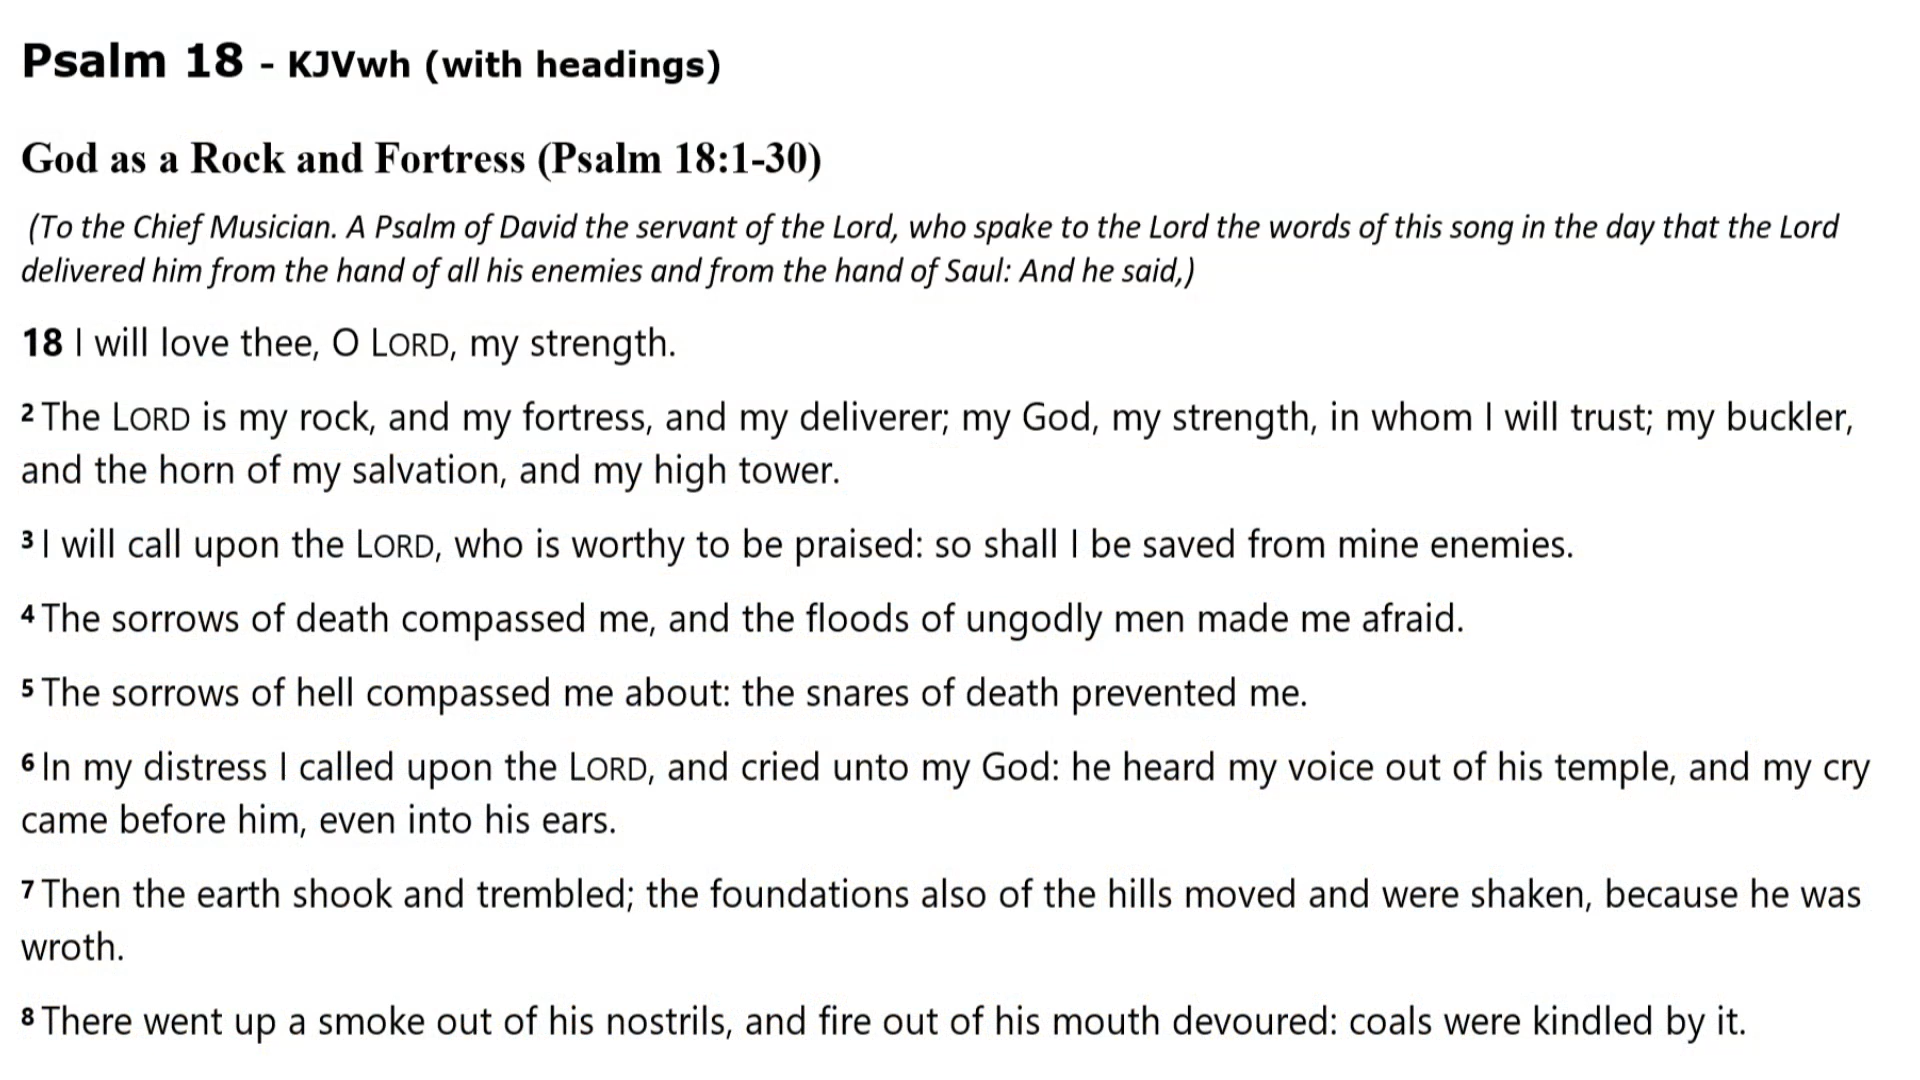 Psalm 18 - KJVwh (with headings)
God as a Rock and Fortress (Psalm 18:1-30)
(To the Chief Musician. A Psalm of David the servant of the Lord, who spake to the Lord the words of this song in the day that the Lord
delivered him from the hand of all his enemies and from the hand of Saul: And he said,)
18 I will love thee, O LORD, my strength.
2 The LORD is my rock, and my fortress, and my deliverer; my God, my strength, in whom I will trust; my buckler,
and the horn of my salvation, and my high tower.
3 I will call upon the LORD, who is worthy to be praised: so shall I be saved from mine enemies.
4 The sorrows of death compassed me, and the floods of ungodly men made me afraid.
5 The sorrows of hell compassed me about: the snares of death prevented me.
6 In my distress I called upon the LORD, and cried unto my God: he heard my voice out of his temple, and my cry
came before him, even into his ears.
7 Then the earth shook and trembled; the foundations also of the hills moved and were shaken, because he was
wroth.
8 There went up a smoke out of his nostrils, and fire out of his mouth devoured: coals were kindled by it.